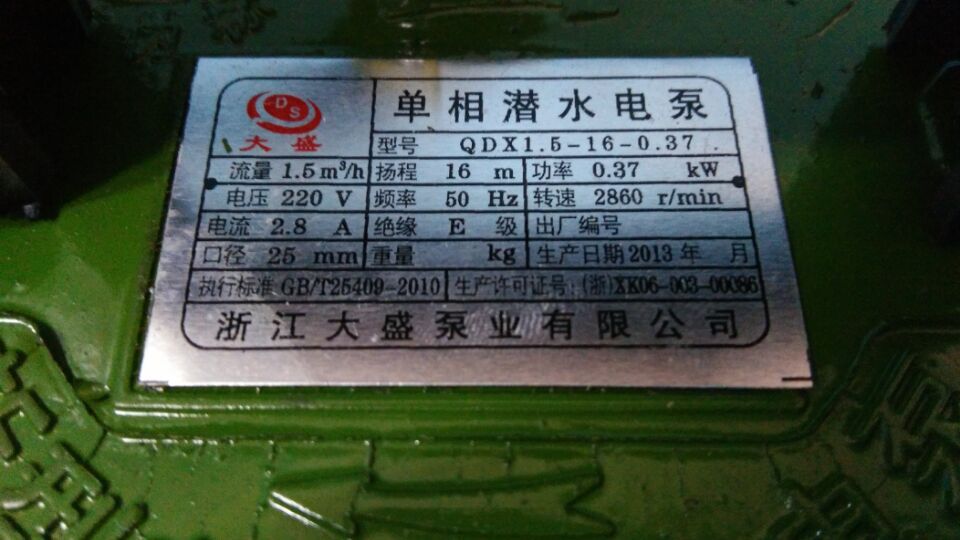 DS
大盛
单相潜水电泵
型号 QDX1.5-16-0.37
流量 1.5 m³/h 扬程 16 m 功率 0.37 kW
电压 220 V 频率 50 Hz 转速 2860 r/min
电流 2.8 A 绝缘 E 级 出厂编号
口径 25 mm 重量 kg 生产日期 2013 年 月
执行标准 GB/T25409-2010 生产许可证号:(浙)XK06-003-00086
浙江大盛泵业有限公司